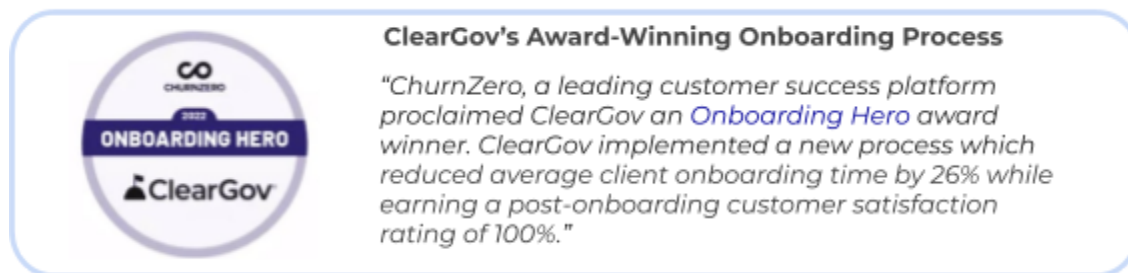 CHURNZERO
2022
ONBOARDING HERO
ClearGov
ClearGov's Award-Winning Onboarding Process
"ChurnZero, a leading customer success platform
proclaimed ClearGov an Onboarding Hero award
winner. ClearGov implemented a new process which
reduced average client onboarding time by 26% while
earning a post-onboarding customer satisfaction
rating of 100%."